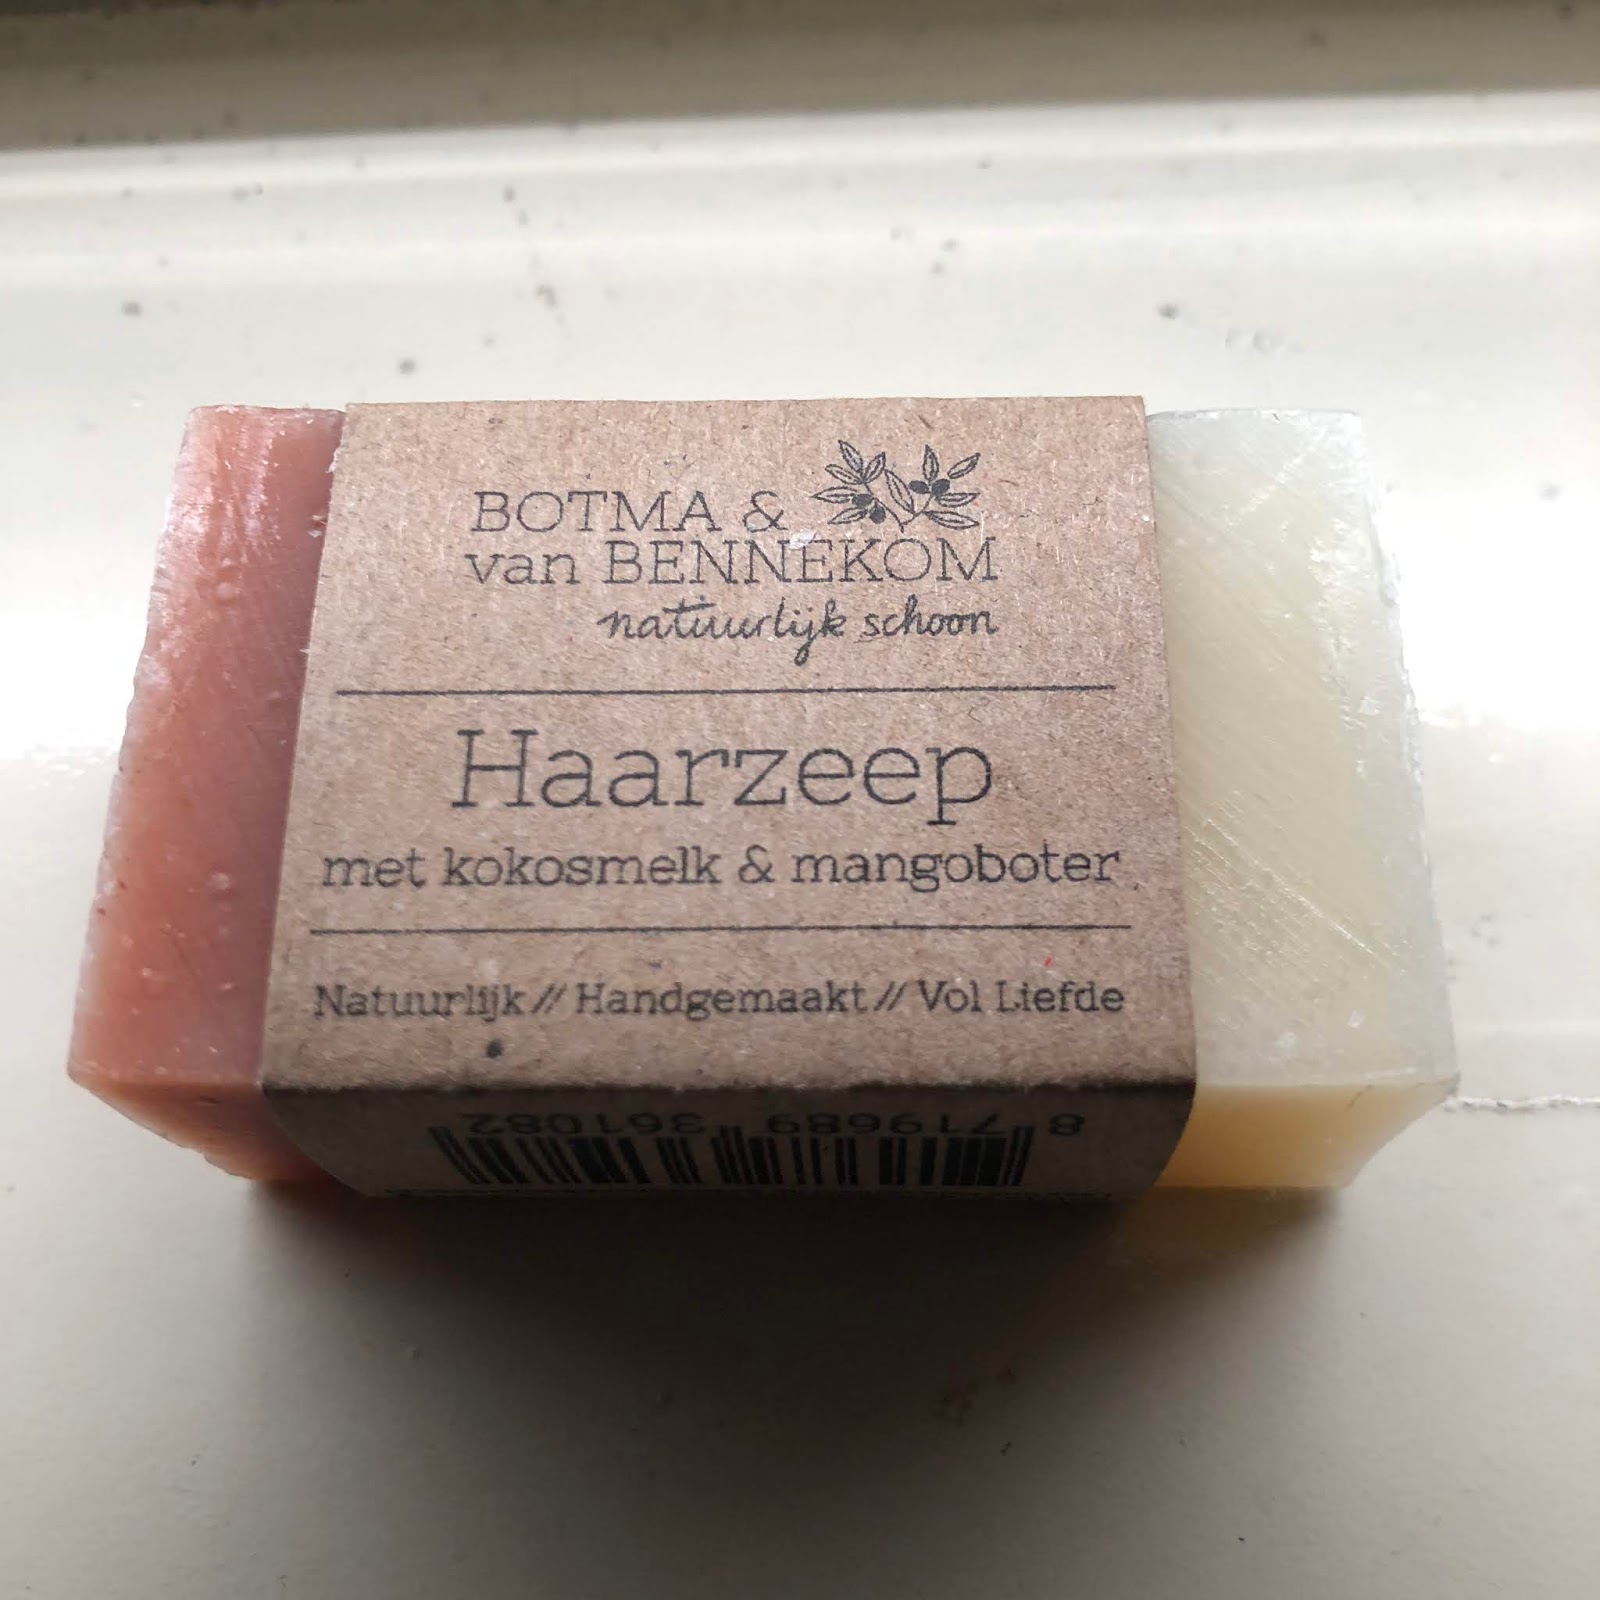 BOTMA &
van BENNEKOM
natuurlijk schoon
Haarzeep
met kokosmelk & mangoboter
Natuurlijk // Handgemaakt // Vol Liefde
8 719689 361082